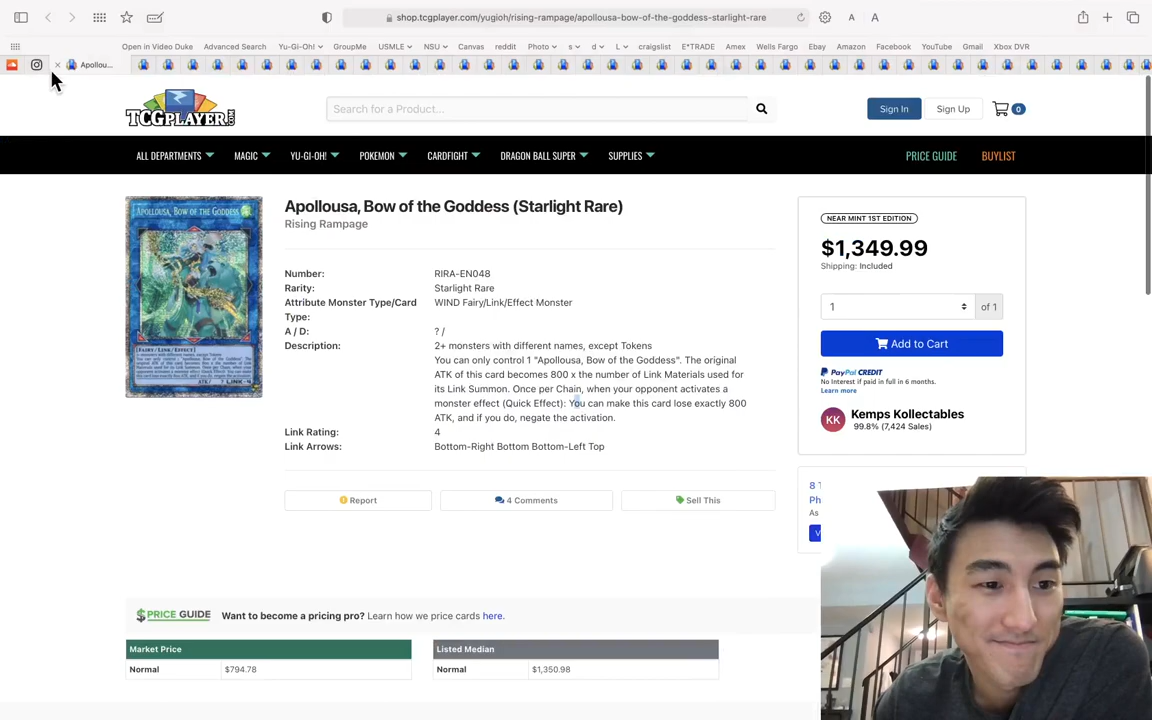 shop.tcgplayer.com/yugioh/rising-rampage/apollousa-bow-of-the-goddess-starlight-rare A A
Open in Video Duke Advanced Search Yu-Gi-Oh! GroupMe USMLE NSU Canvas reddit Photo s d L craigslist E*TRADE Amex Wells Fargo Ebay Amazon Facebook YouTube Gmail Xbox DVR
Apollou...
TCGPLAYER.COM
Search for a Product...
Sign In Sign Up 0
ALL DEPARTMENTS MAGIC YU-GI-OH! POKEMON CARDFIGHT DRAGON BALL SUPER SUPPLIES PRICE GUIDE BUYLIST
APOLLOUSA, BOW OF THE GODDESS
Apollousa, Bow of the Goddess (Starlight Rare)
Rising Rampage
Number: RIRA-EN048
Rarity: Starlight Rare
Attribute Monster Type/Card Type: WIND Fairy/Link/Effect Monster
A / D: ? /
Description: 2+ monsters with different names, except Tokens
You can only control 1 "Apollousa, Bow of the Goddess". The original
ATK of this card becomes 800 x the number of Link Materials used for
its Link Summon. Once per Chain, when your opponent activates a
monster effect (Quick Effect): You can make this card lose exactly 800
ATK, and if you do, negate the activation.
Link Rating: 4
Link Arrows: Bottom-Right Bottom Bottom-Left Top
Report 4 Comments Sell This
NEAR MINT 1ST EDITION
$1,349.99
Shipping: Included
1 of 1
Add to Cart
PayPal CREDIT
No Interest if paid in full in 6 months.
Learn more
KK Kemps Kollectables
99.8% (7,424 Sales)
8 T
Ph
As
V
$PRICE GUIDE Want to become a pricing pro? Learn how we price cards here.
Market Price
Normal $794.78
Listed Median
Normal $1,350.98